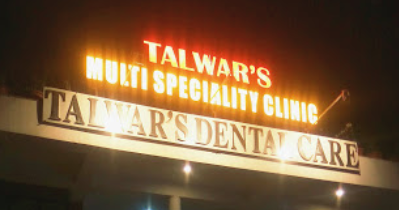 TALWAR'S
MULTI SPECIALITY CLINIC
TALWAR'S DENTAL CARE